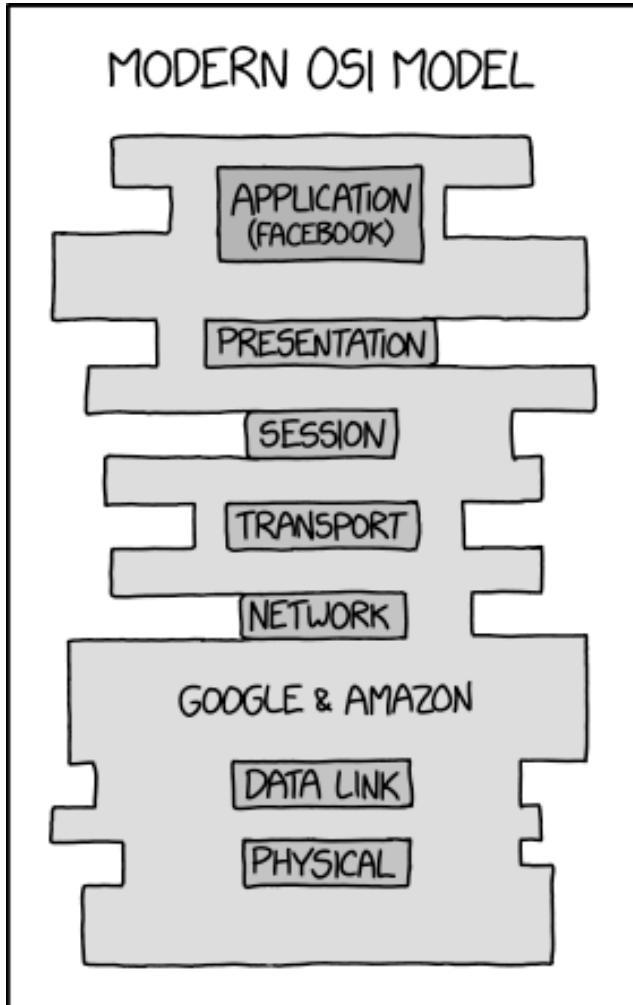 MODERN OSI MODEL
APPLICATION
(FACEBOOK)
PRESENTATION
SESSION
TRANSPORT
NETWORK
GOOGLE & AMAZON
DATA LINK
PHYSICAL